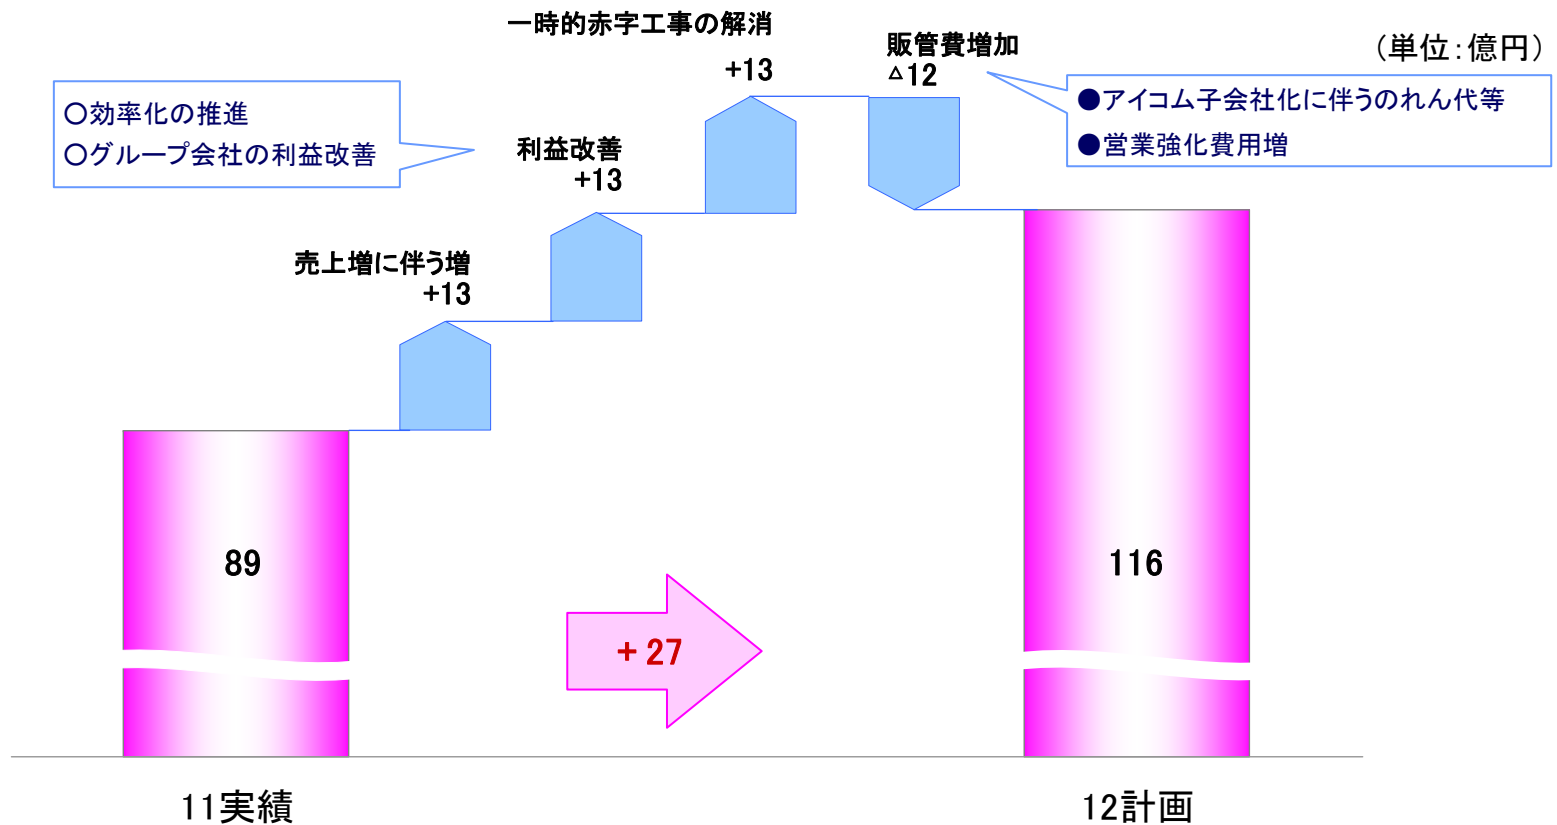 (単位:億円)
一時的赤字工事の解消
+13
販管費増加
△12
●アイコム子会社化に伴うのれん代等
●営業強化費用増
○効率化の推進
○グループ会社の利益改善
利益改善
+13
売上増に伴う増
+13
89
+ 27
116
11実績
12計画